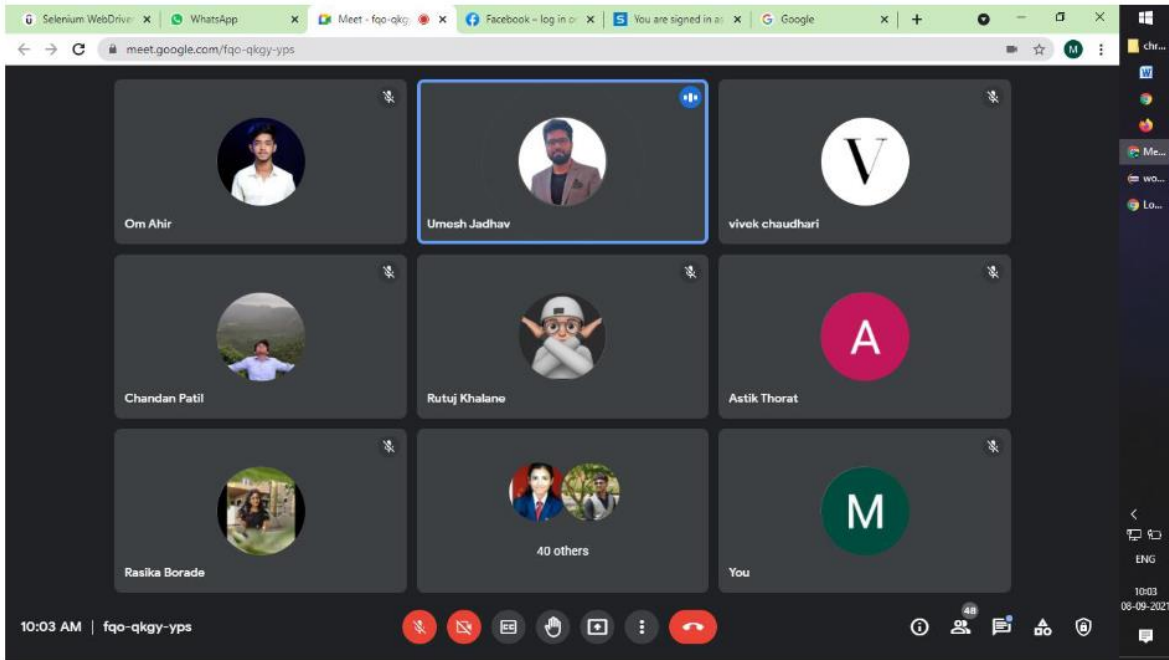 Selenium WebDriver
WhatsApp
Meet - fqo-qkg
Facebook – log in or
You are signed in as
Google
meet.google.com/fqo-qkgy-yps
M
chr...
Me...
wo...
Lo...
Om Ahir
Umesh Jadhav
V
vivek chaudhari
Chandan Patil
Rutuj Khalane
A
Astik Thorat
Rasika Borade
40 others
M
You
10:03 AM | fqo-qkgy-yps
CC
48
ENG
10:03
08-09-2021